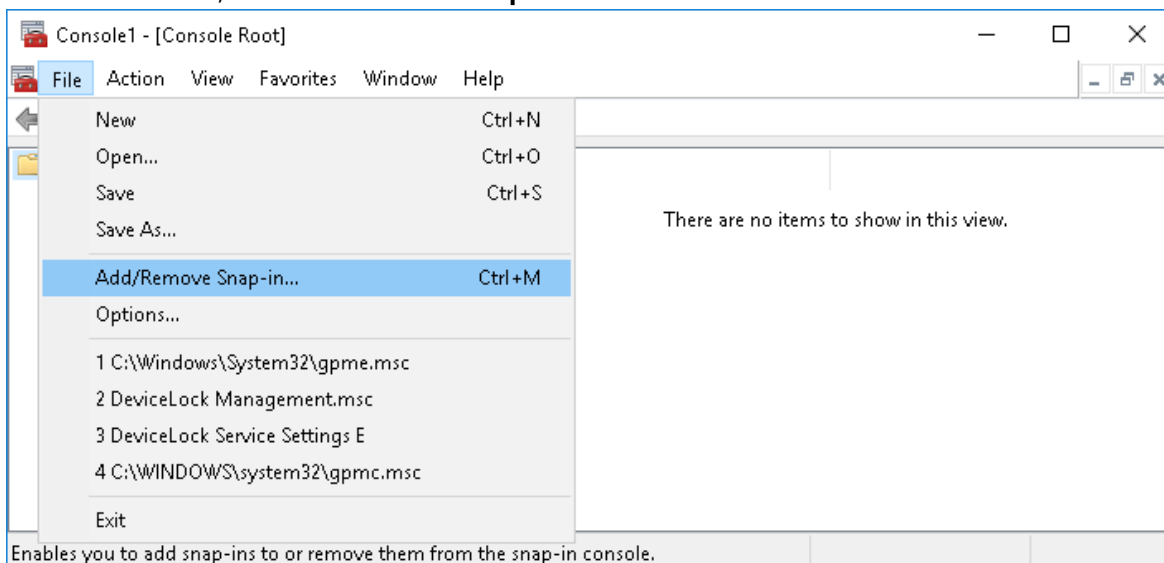 Console1 - [Console Root]
File Action View Favorites Window Help
New Ctrl+N
Open... Ctrl+O
Save Ctrl+S
Save As...
There are no items to show in this view.
Add/Remove Snap-in... Ctrl+M
Options...
1 C:\Windows\System32\gpme.msc
2 DeviceLock Management.msc
3 DeviceLock Service Settings E
4 C:\WINDOWS\system32\gpmc.msc
Exit
Enables you to add snap-ins to or remove them from the snap-in console.